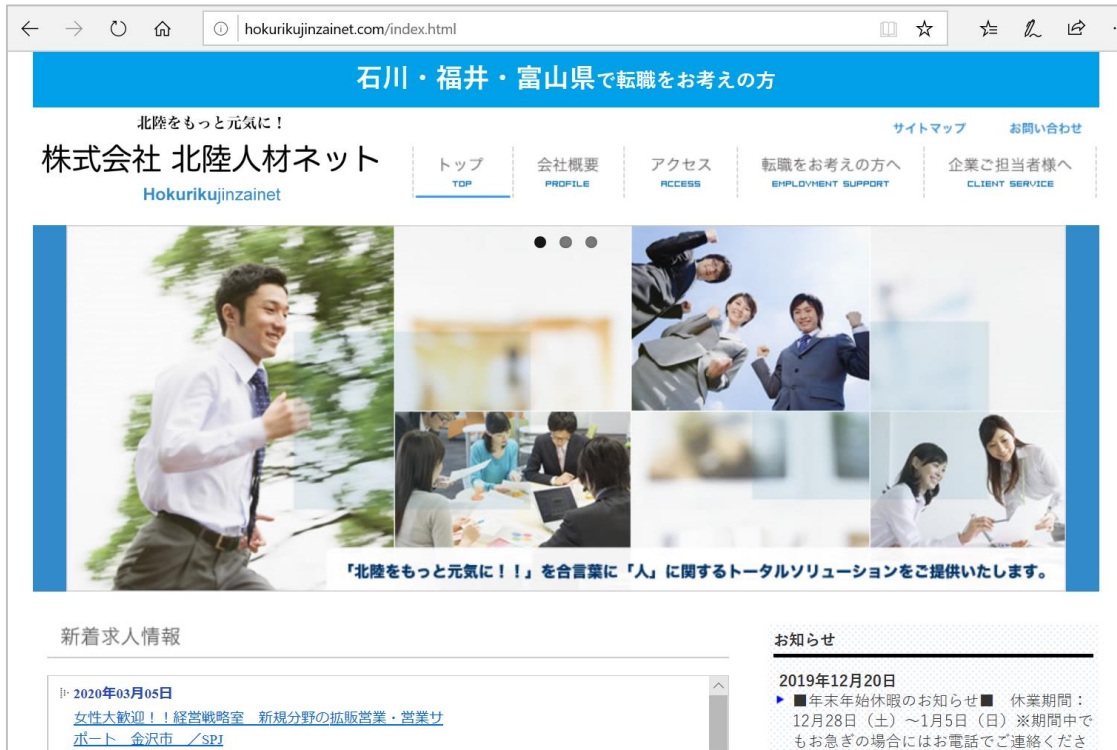 hokurikujinzainet.com/index.html
石川・福井・富山県で転職をお考えの方
北陸をもっと元気に！
株式会社 北陸人材ネット
Hokurikujinzainet
サイトマップ お問い合わせ
トップ 会社概要 アクセス 転職をお考えの方へ 企業ご担当者様へ
TOP PROFILE ACCESS EMPLOYMENT SUPPORT CLIENT SERVICE
「北陸をもっと元気に！！」を合言葉に「人」に関するトータルソリューションをご提供いたします。
新着求人情報
2020年03月05日
女性大歓迎！！経営戦略室 新規分野の拡販営業・営業サ
ポート 金沢市 ／SPJ
お知らせ
2019年12月20日
■年末年始休暇のお知らせ■ 休業期間：
12月28日（土）～1月5日（日）※期間中で
もお急ぎの場合にはお電話でご連絡くださ